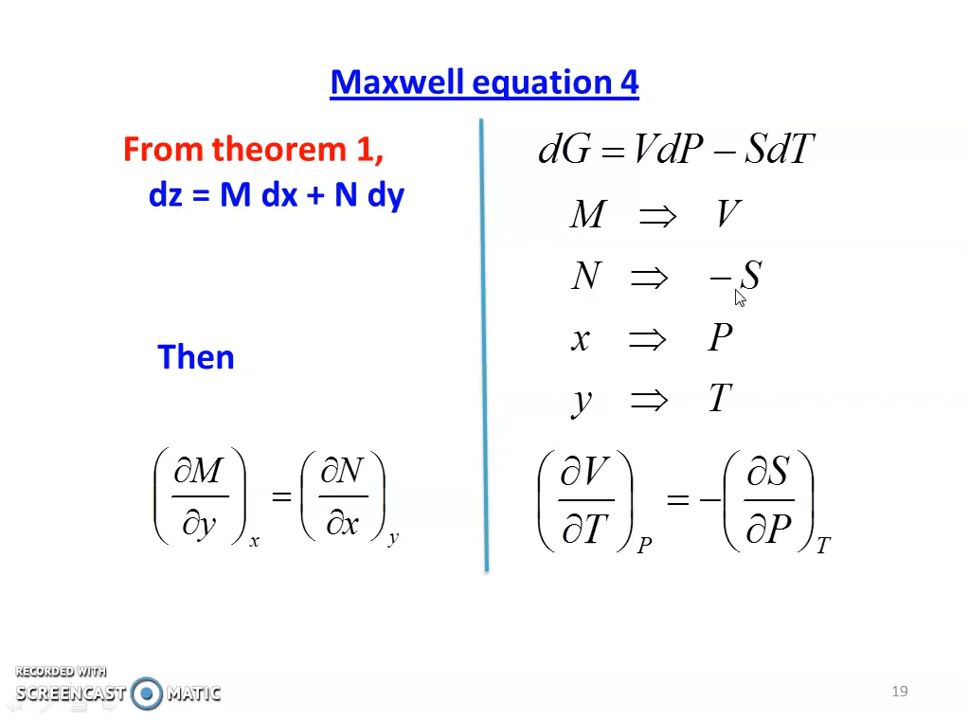 Maxwell equation 4
From theorem 1,
dz = M dx + N dy
Then
(∂M/∂y)ₓ = (∂N/∂x)_y
dG = VdP − SdT
M ⇒ V
N ⇒ − S
x ⇒ P
y ⇒ T
(∂V/∂T)_P = −(∂S/∂P)_T
RECORDED WITH
SCREENCAST MATIC
19